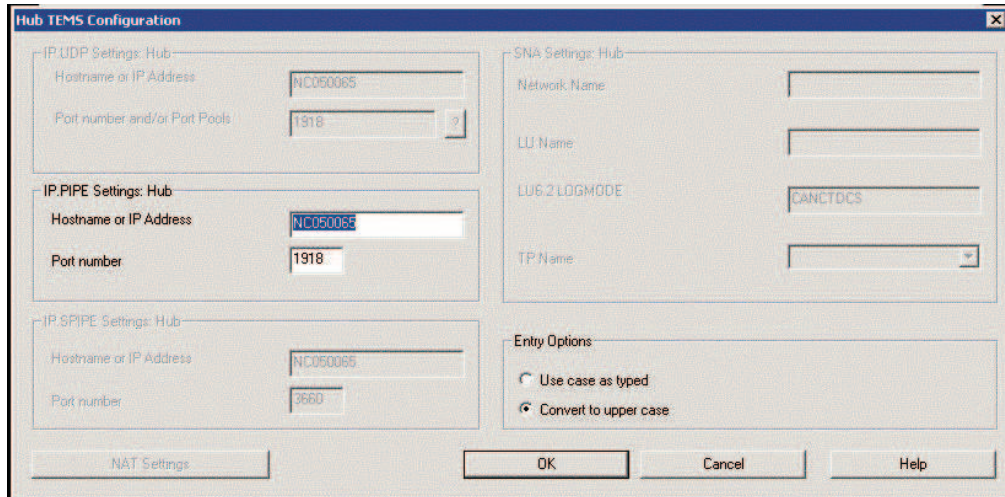 Hub TEMS Configuration
IP.UDP Settings: Hub
Hostname or IP Address
NC050065
Port number and/or Port Pools
1918
?
IP.PIPE Settings: Hub
Hostname or IP Address
NC050065
Port number
1918
IP.SPIPE Settings: Hub
Hostname or IP Address
NC050065
Port number
3660
SNA Settings: Hub
Network Name
LU Name
LU6.2 LOGMODE
CANCTDCS
TP Name
Entry Options
Use case as typed
Convert to upper case
NAT Settings
OK
Cancel
Help